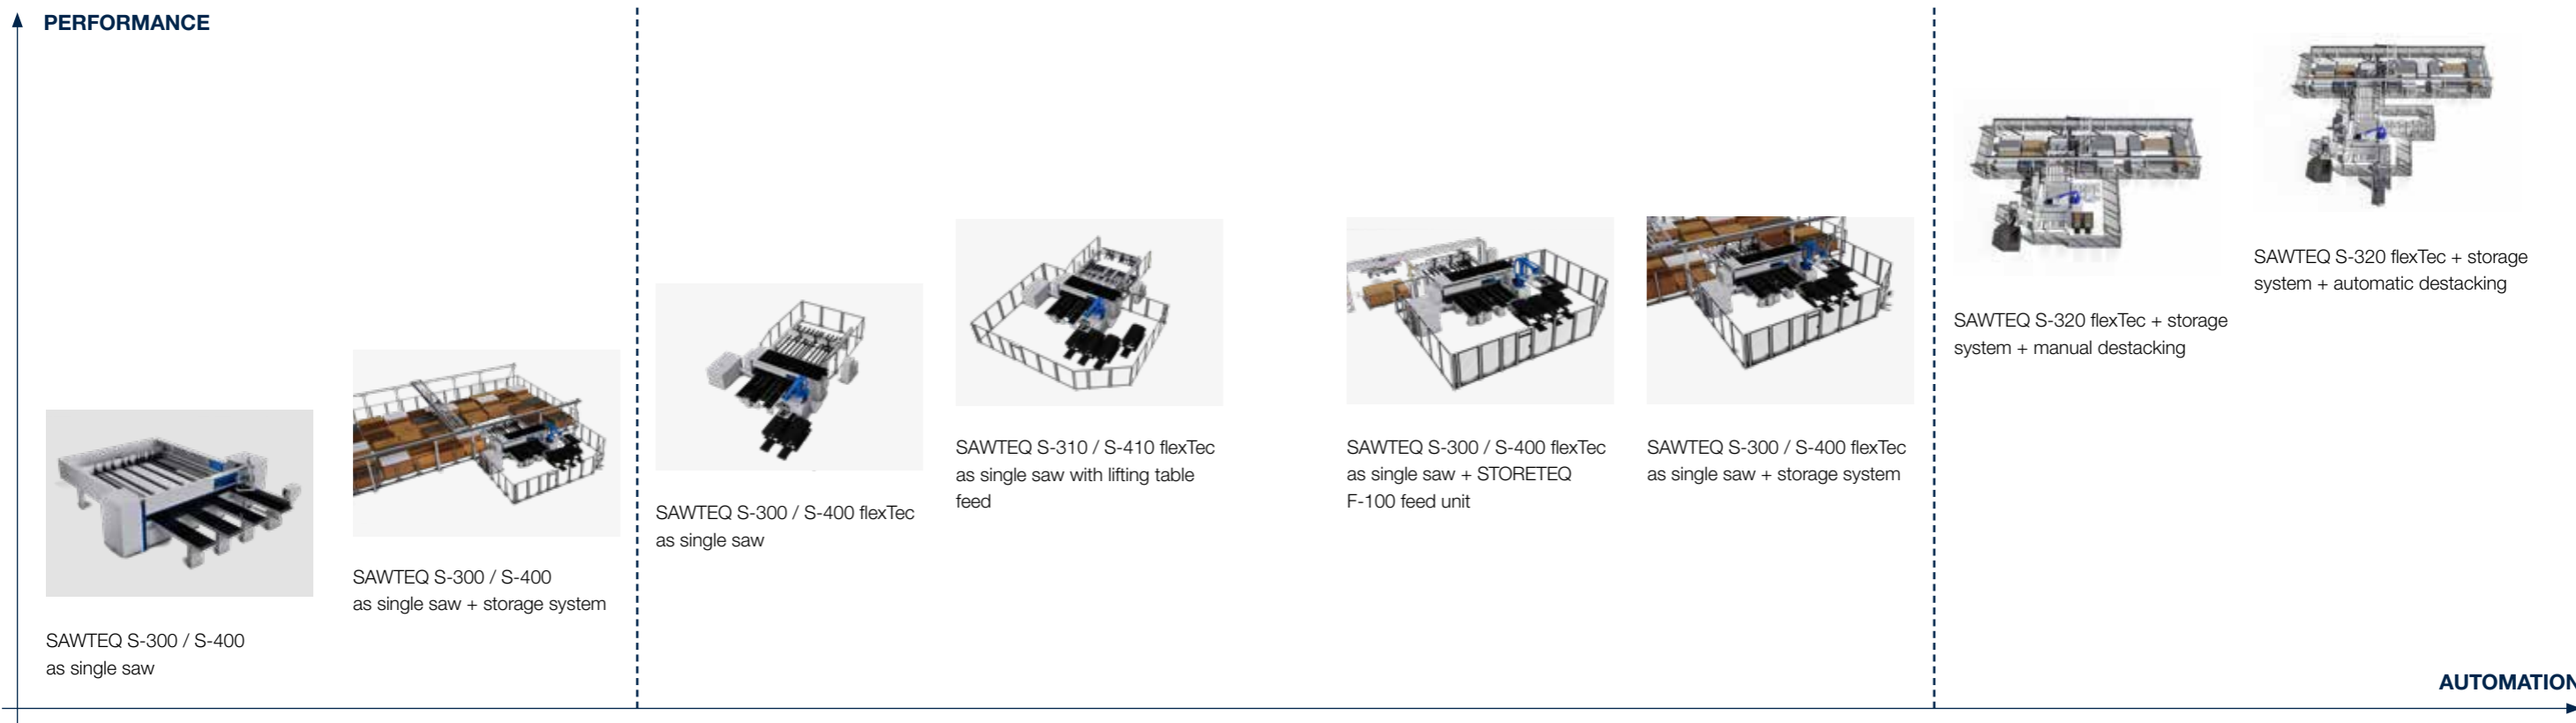 PERFORMANCE
SAWTEQ S-300 / S-400
as single saw
SAWTEQ S-300 / S-400
as single saw + storage system
SAWTEQ S-300 / S-400 flexTec
as single saw
SAWTEQ S-310 / S-410 flexTec
as single saw with lifting table
feed
SAWTEQ S-300 / S-400 flexTec
as single saw + STORETEQ
F-100 feed unit
SAWTEQ S-300 / S-400 flexTec
as single saw + storage system
SAWTEQ S-320 flexTec + storage
system + manual destacking
SAWTEQ S-320 flexTec + storage
system + automatic destacking
AUTOMATION